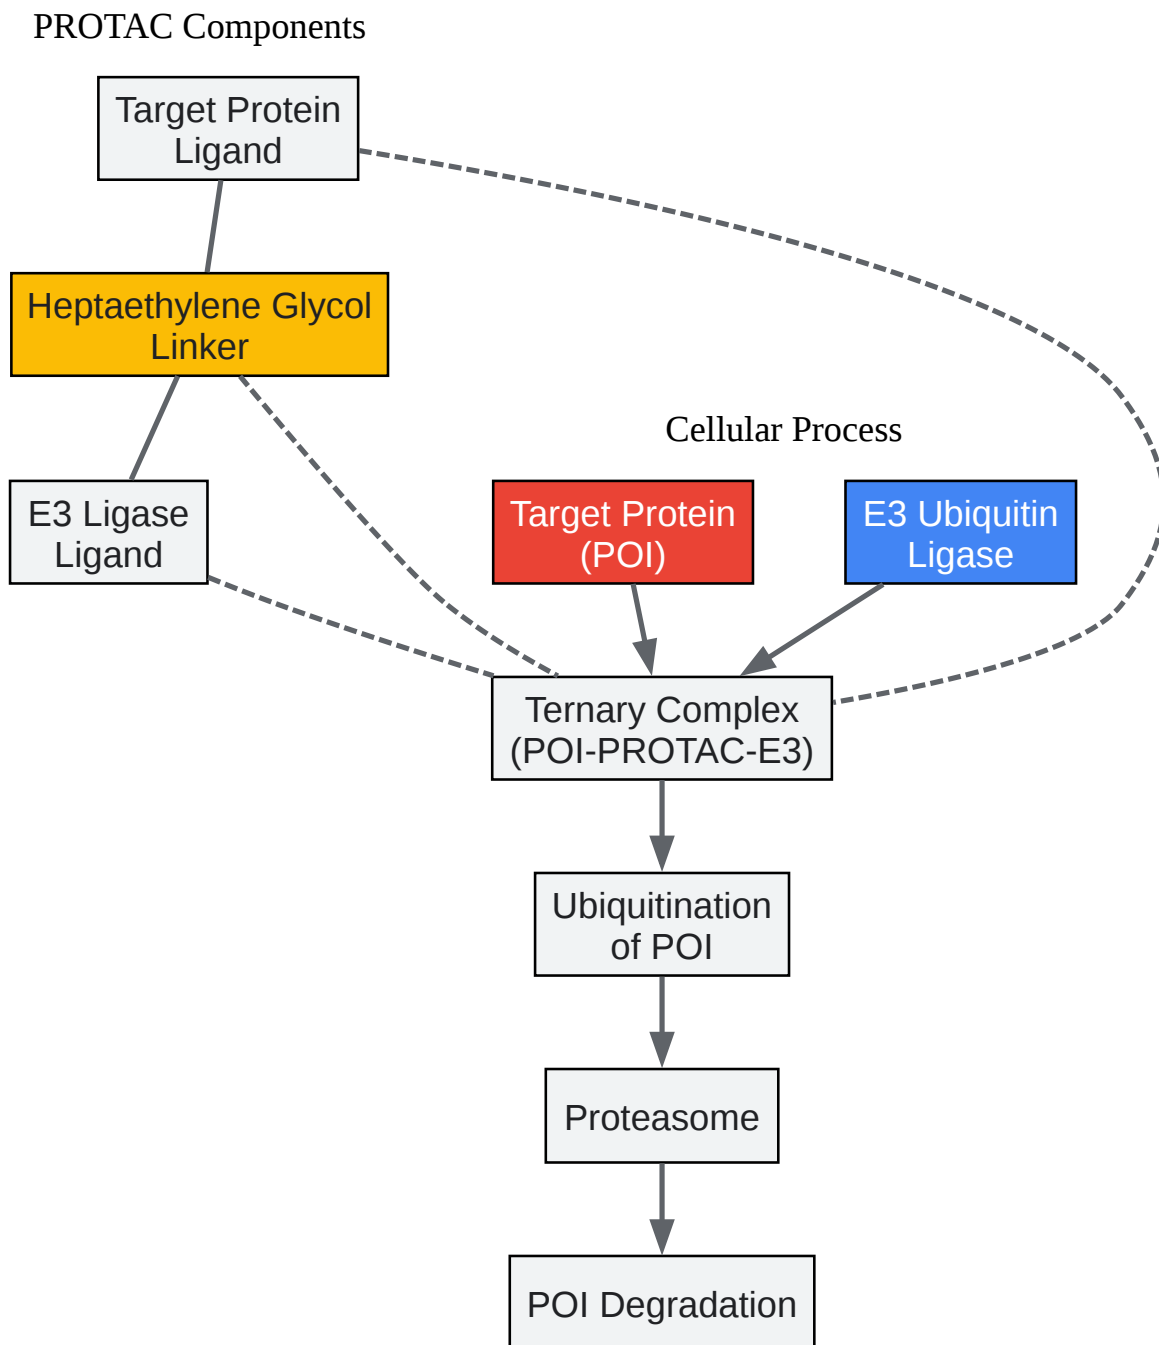 PROTAC Components
Target Protein
Ligand
Heptaethylene Glycol
Linker
Cellular Process
E3 Ligase
Ligand
Target Protein
(POI)
E3 Ubiquitin
Ligase
Ternary Complex
(POI-PROTAC-E3)
Ubiquitination
of POI
Proteasome
POI Degradation